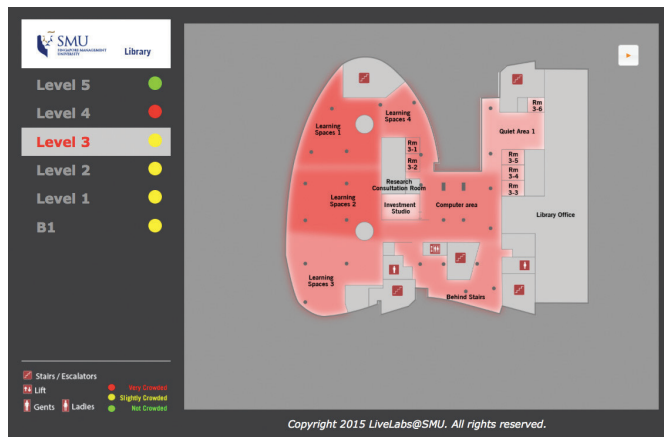 SMU
SINGAPORE MANAGEMENT
UNIVERSITY
Library
Level 5
Level 4
Level 3
Level 2
Level 1
B1
Stairs / Escalators
Lift
Gents
Ladies
Very Crowded
Slightly Crowded
Not Crowded
Learning
Spaces 1
Learning
Spaces 4
Rm
3-1
Rm
3-2
Research
Consultation Room
Learning
Spaces 2
Investment
Studio
Computer area
Learning
Spaces 3
Behind Stairs
Rm
3-6
Quiet Area 1
Rm
3-5
Rm
3-4
Rm
3-3
Library Office
Copyright 2015 LiveLabs@SMU. All rights reserved.